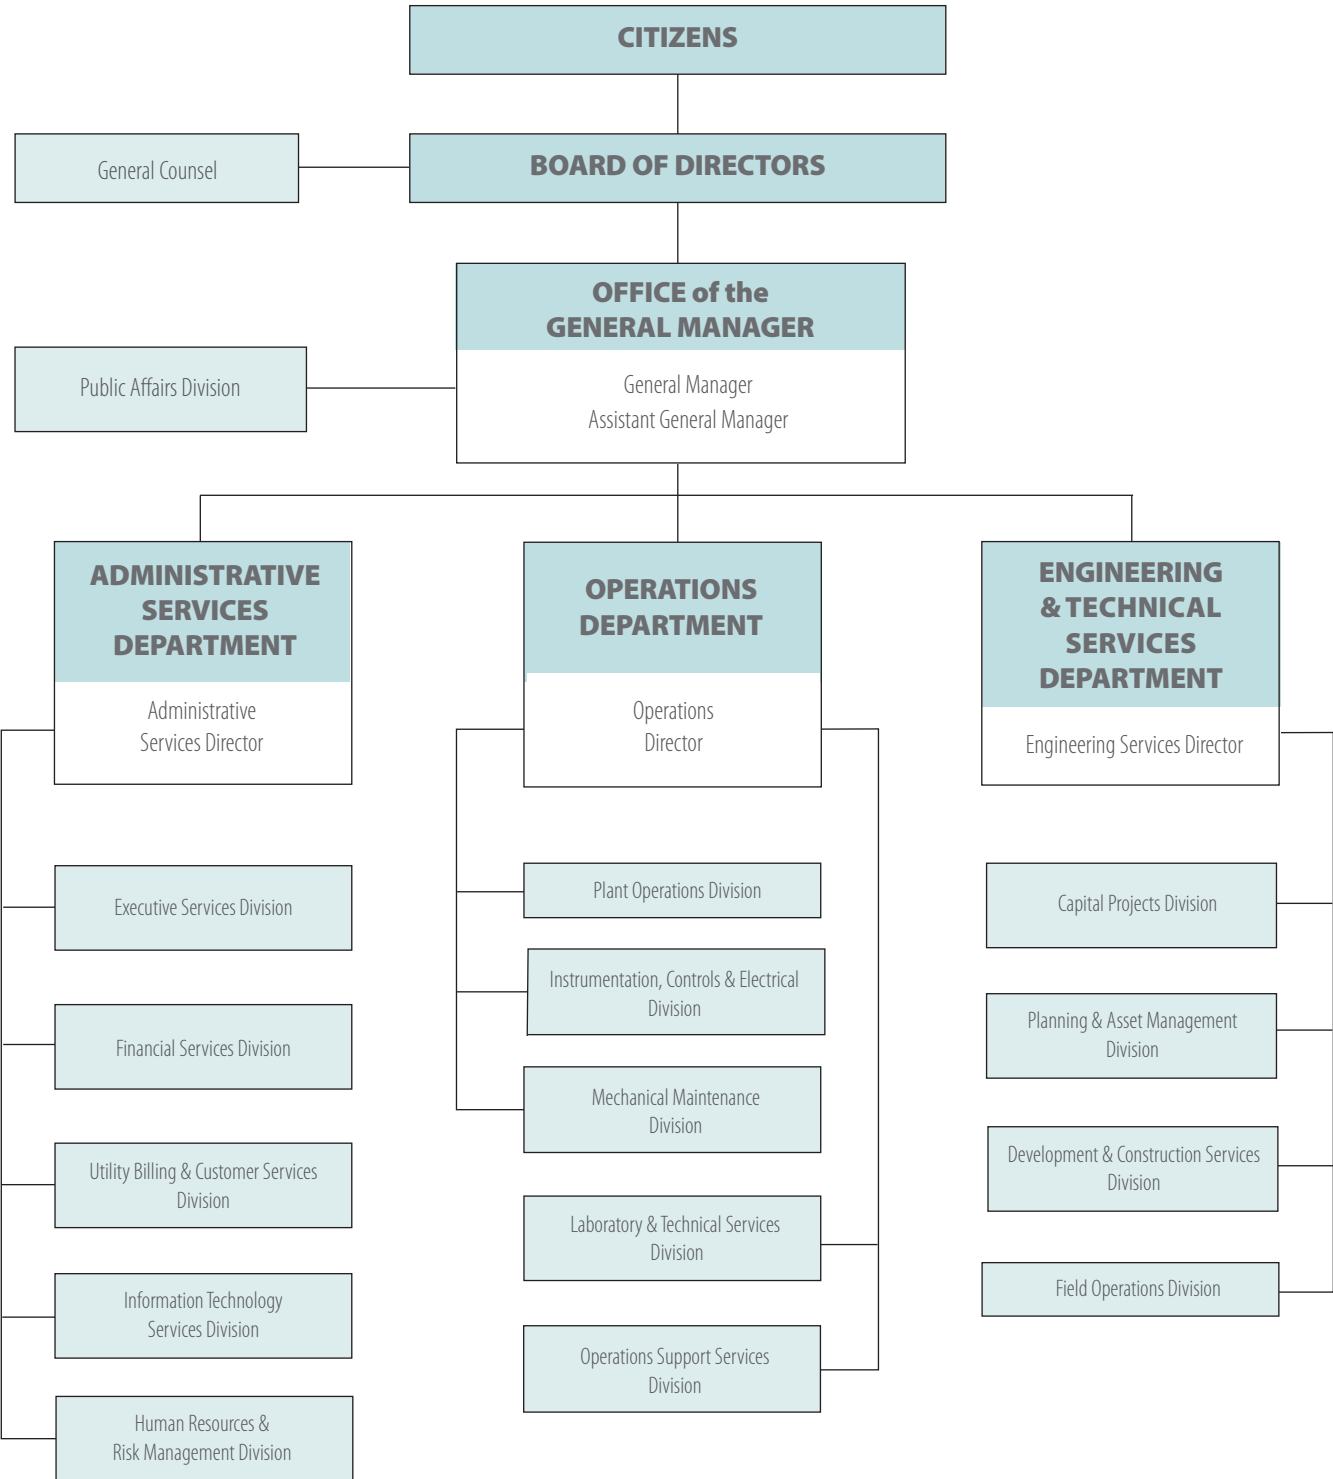 CITIZENS
General Counsel
BOARD OF DIRECTORS
OFFICE of the
GENERAL MANAGER
General Manager
Assistant General Manager
Public Affairs Division
ADMINISTRATIVE
SERVICES
DEPARTMENT
Administrative
Services Director
Executive Services Division
Financial Services Division
Utility Billing & Customer Services
Division
Information Technology
Services Division
Human Resources &
Risk Management Division
OPERATIONS
DEPARTMENT
Operations
Director
Plant Operations Division
Instrumentation, Controls & Electrical
Division
Mechanical Maintenance
Division
Laboratory & Technical Services
Division
Operations Support Services
Division
ENGINEERING
& TECHNICAL
SERVICES
DEPARTMENT
Engineering Services Director
Capital Projects Division
Planning & Asset Management
Division
Development & Construction Services
Division
Field Operations Division